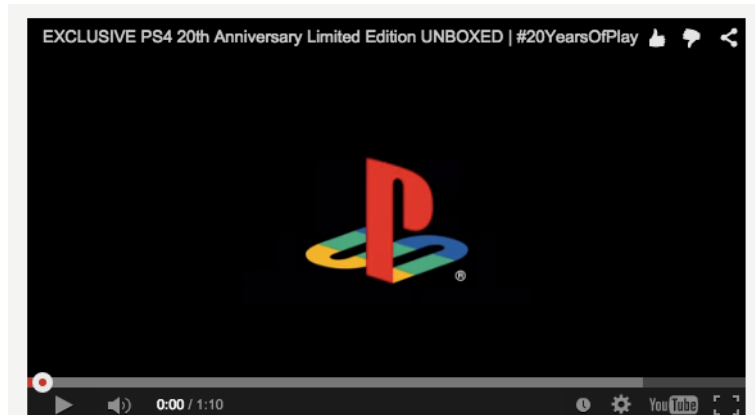 EXCLUSIVE PS4 20th Anniversary Limited Edition UNBOXED | #20YearsOfPlay
®
0:00 / 1:10
YouTube